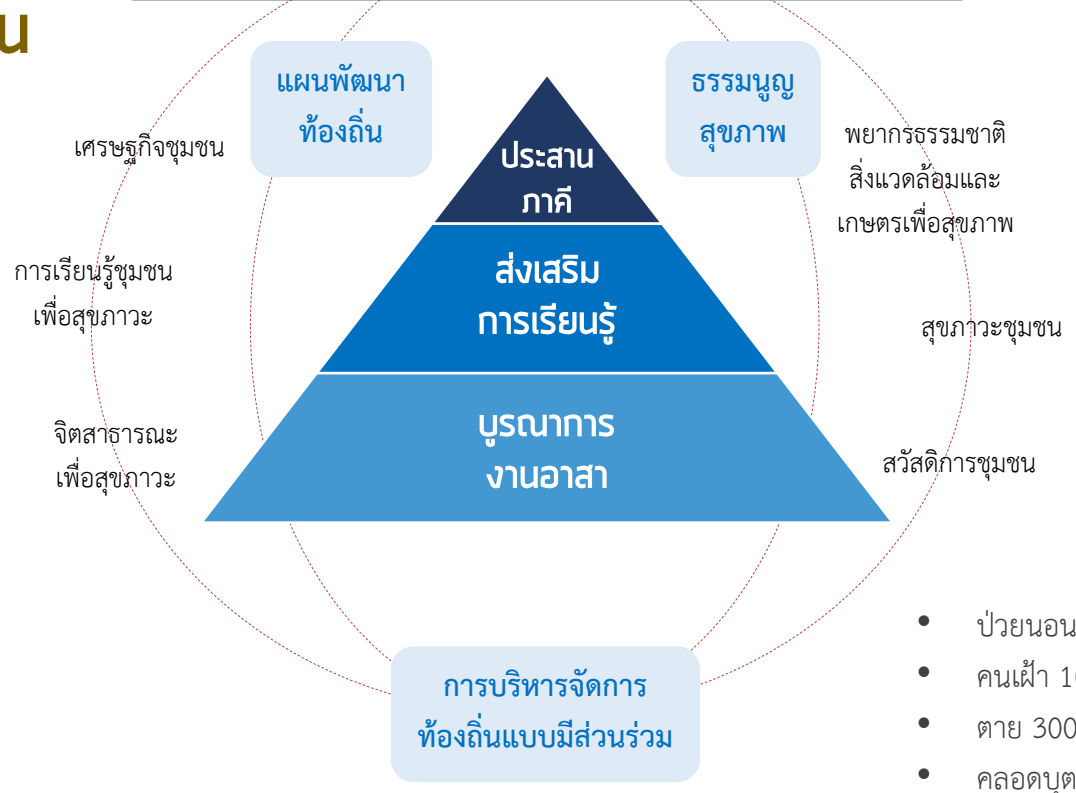 น
แผนพัฒนา
ท้องถิ่น
ธรรมนูญ
สุขภาพ
เศรษฐกิจชุมชน
พยากรธรรมชาติ
สิ่งแวดล้อมและ
เกษตรเพื่อสุขภาพ
ประสาน
ภาคี
การเรียนรู้ชุมชน
เพื่อสุขภาวะ
ส่งเสริม
การเรียนรู้
สุขภาวะชุมชน
จิตสาธารณะ
เพื่อสุขภาวะ
บูรณาการ
งานอาสา
สวัสดิการชุมชน
การบริหารจัดการ
ท้องถิ่นแบบมีส่วนร่วม
• ป่วยนอน
• คนเฝ้า
• ตาย 300
• คลอดบุต